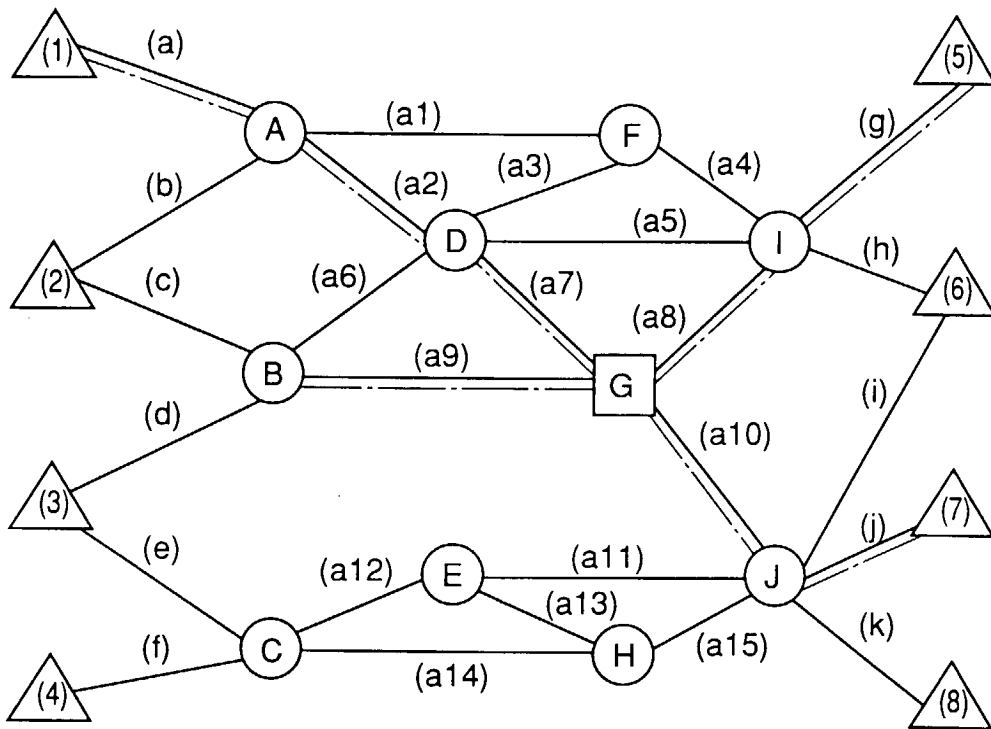 (1)
(a)
(5)
A
(a1)
F
(g)
(b)
(a2)
(a3)
(a4)
D
(a5)
I
(2)
(c)
(a6)
(a7)
(a8)
(h)
(6)
B
(a9)
G
(d)
(a10)
(i)
(3)
(7)
(e)
(a12)
E
(a11)
(j)
J
(a13)
C
(f)
(a14)
H
(a15)
(k)
(4)
(8)